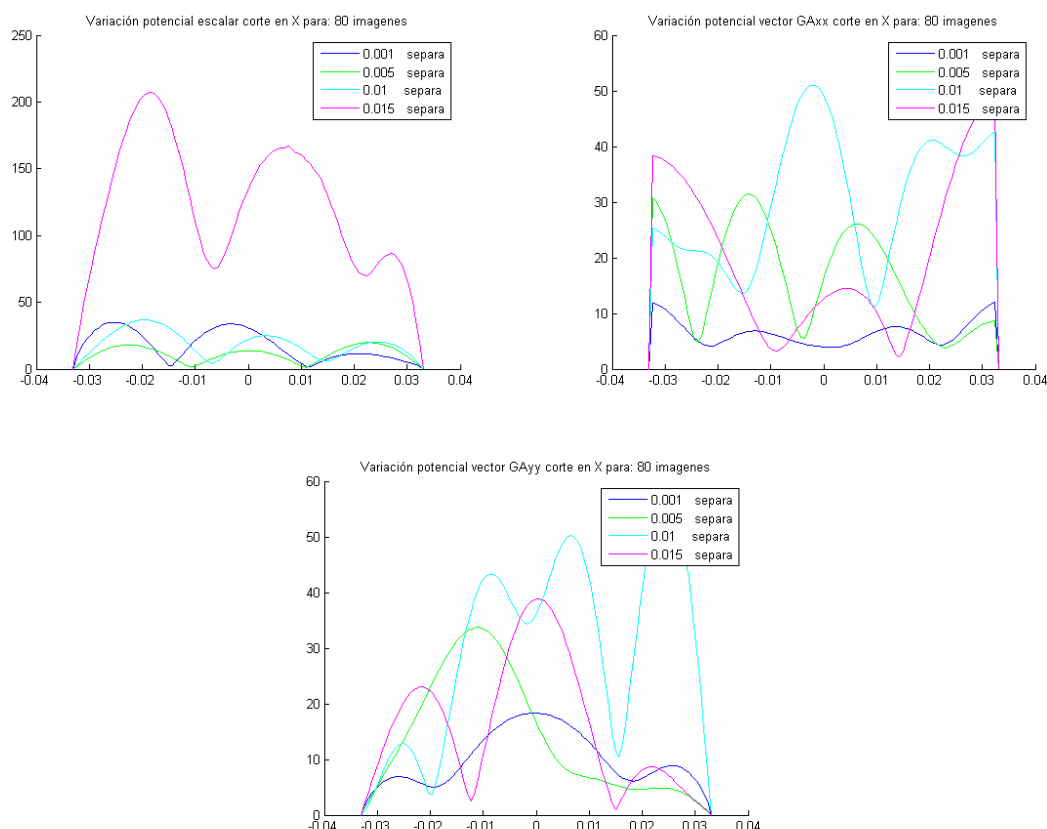 Variación potencial escalar corte en X para: 80 imagenes
250
200
150
100
50
0
-0.04 -0.03 -0.02 -0.01 0 0.01 0.02 0.03 0.04
0.001 separa
0.005 separa
0.01 separa
0.015 separa
Variación potencial vector GAxx corte en X para: 80 imagenes
60
50
40
30
20
10
0
-0.04 -0.03 -0.02 -0.01 0 0.01 0.02 0.03 0.04
0.001 separa
0.005 separa
0.01 separa
0.015 separa
Variación potencial vector GAyy corte en X para: 80 imagenes
60
50
40
30
20
10
0
-0.04 -0.03 -0.02 -0.01 0 0.01 0.02 0.03 0.04
0.001 separa
0.005 separa
0.01 separa
0.015 separa